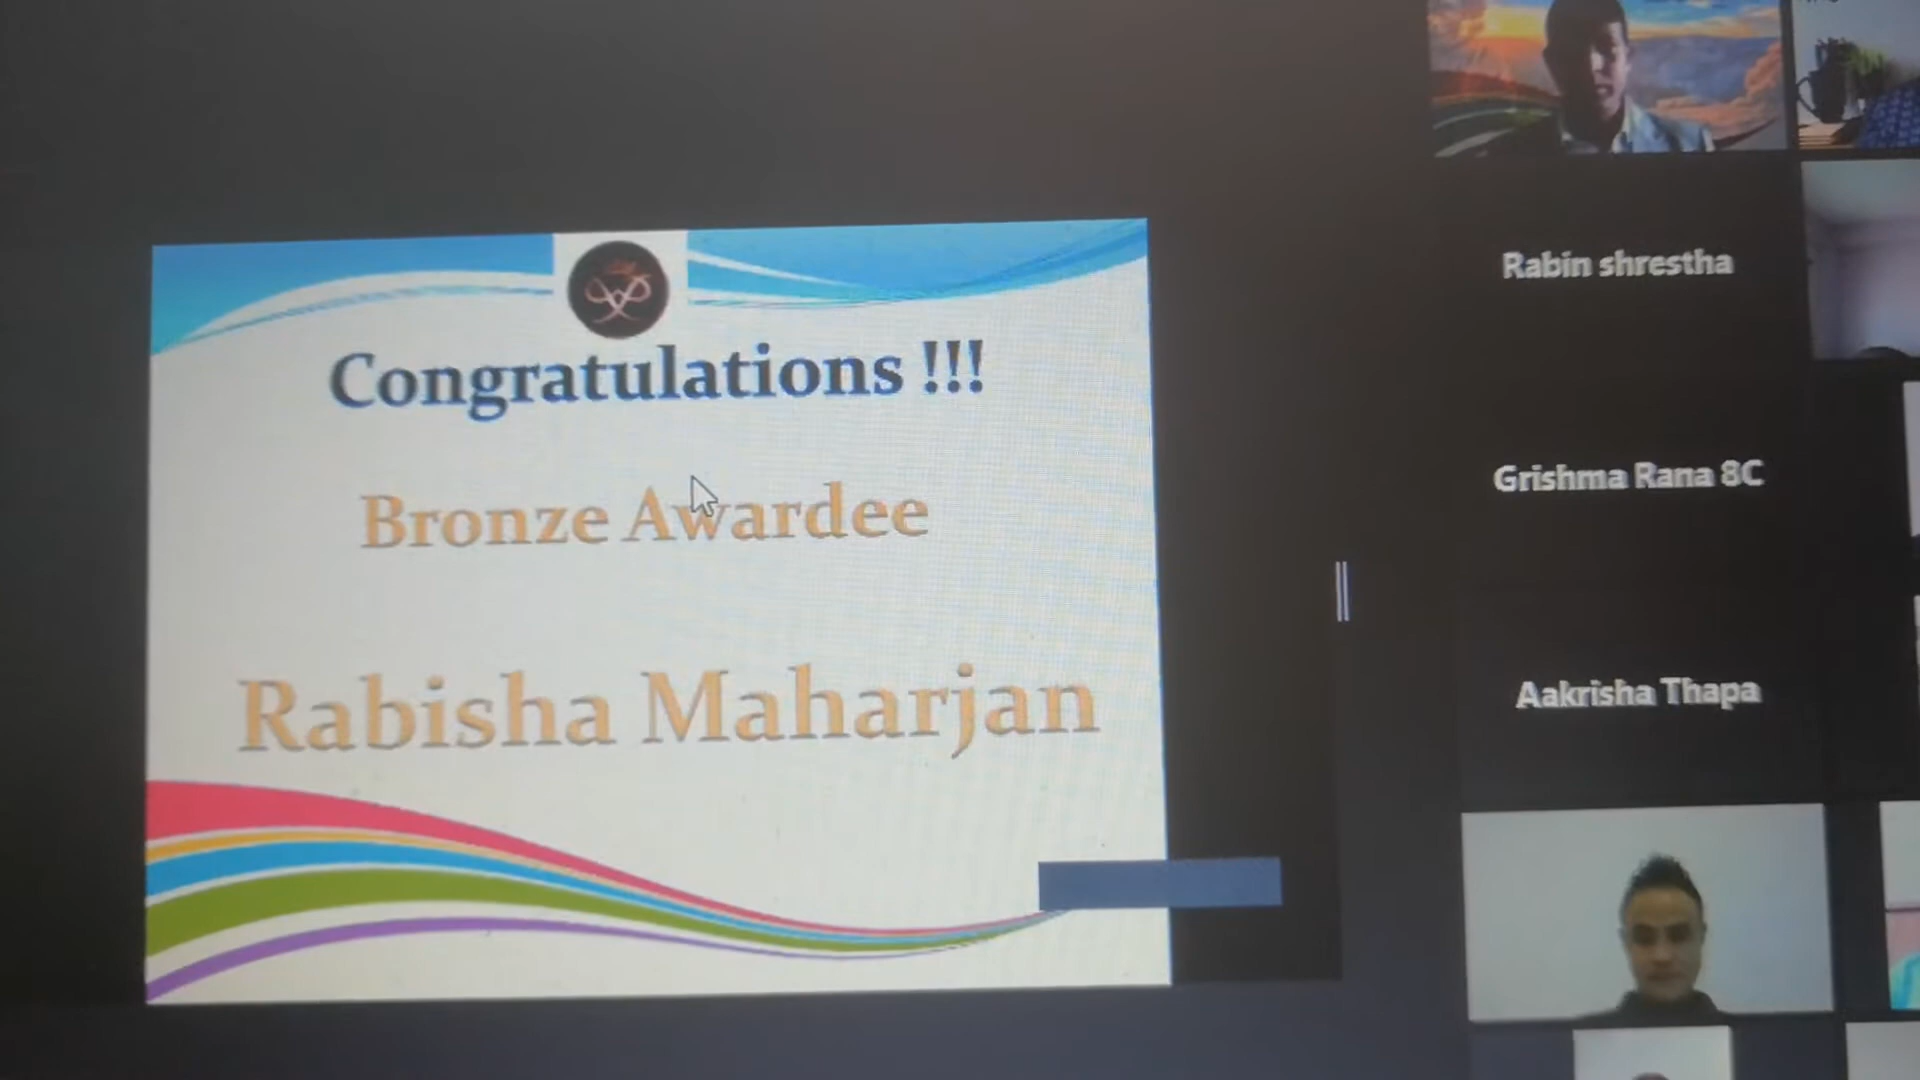 Congratulations !!!
Bronze Awardee
Rabisha Maharjan
Rabin shrestha
Grishma Rana 8C
Aakrisha Thapa